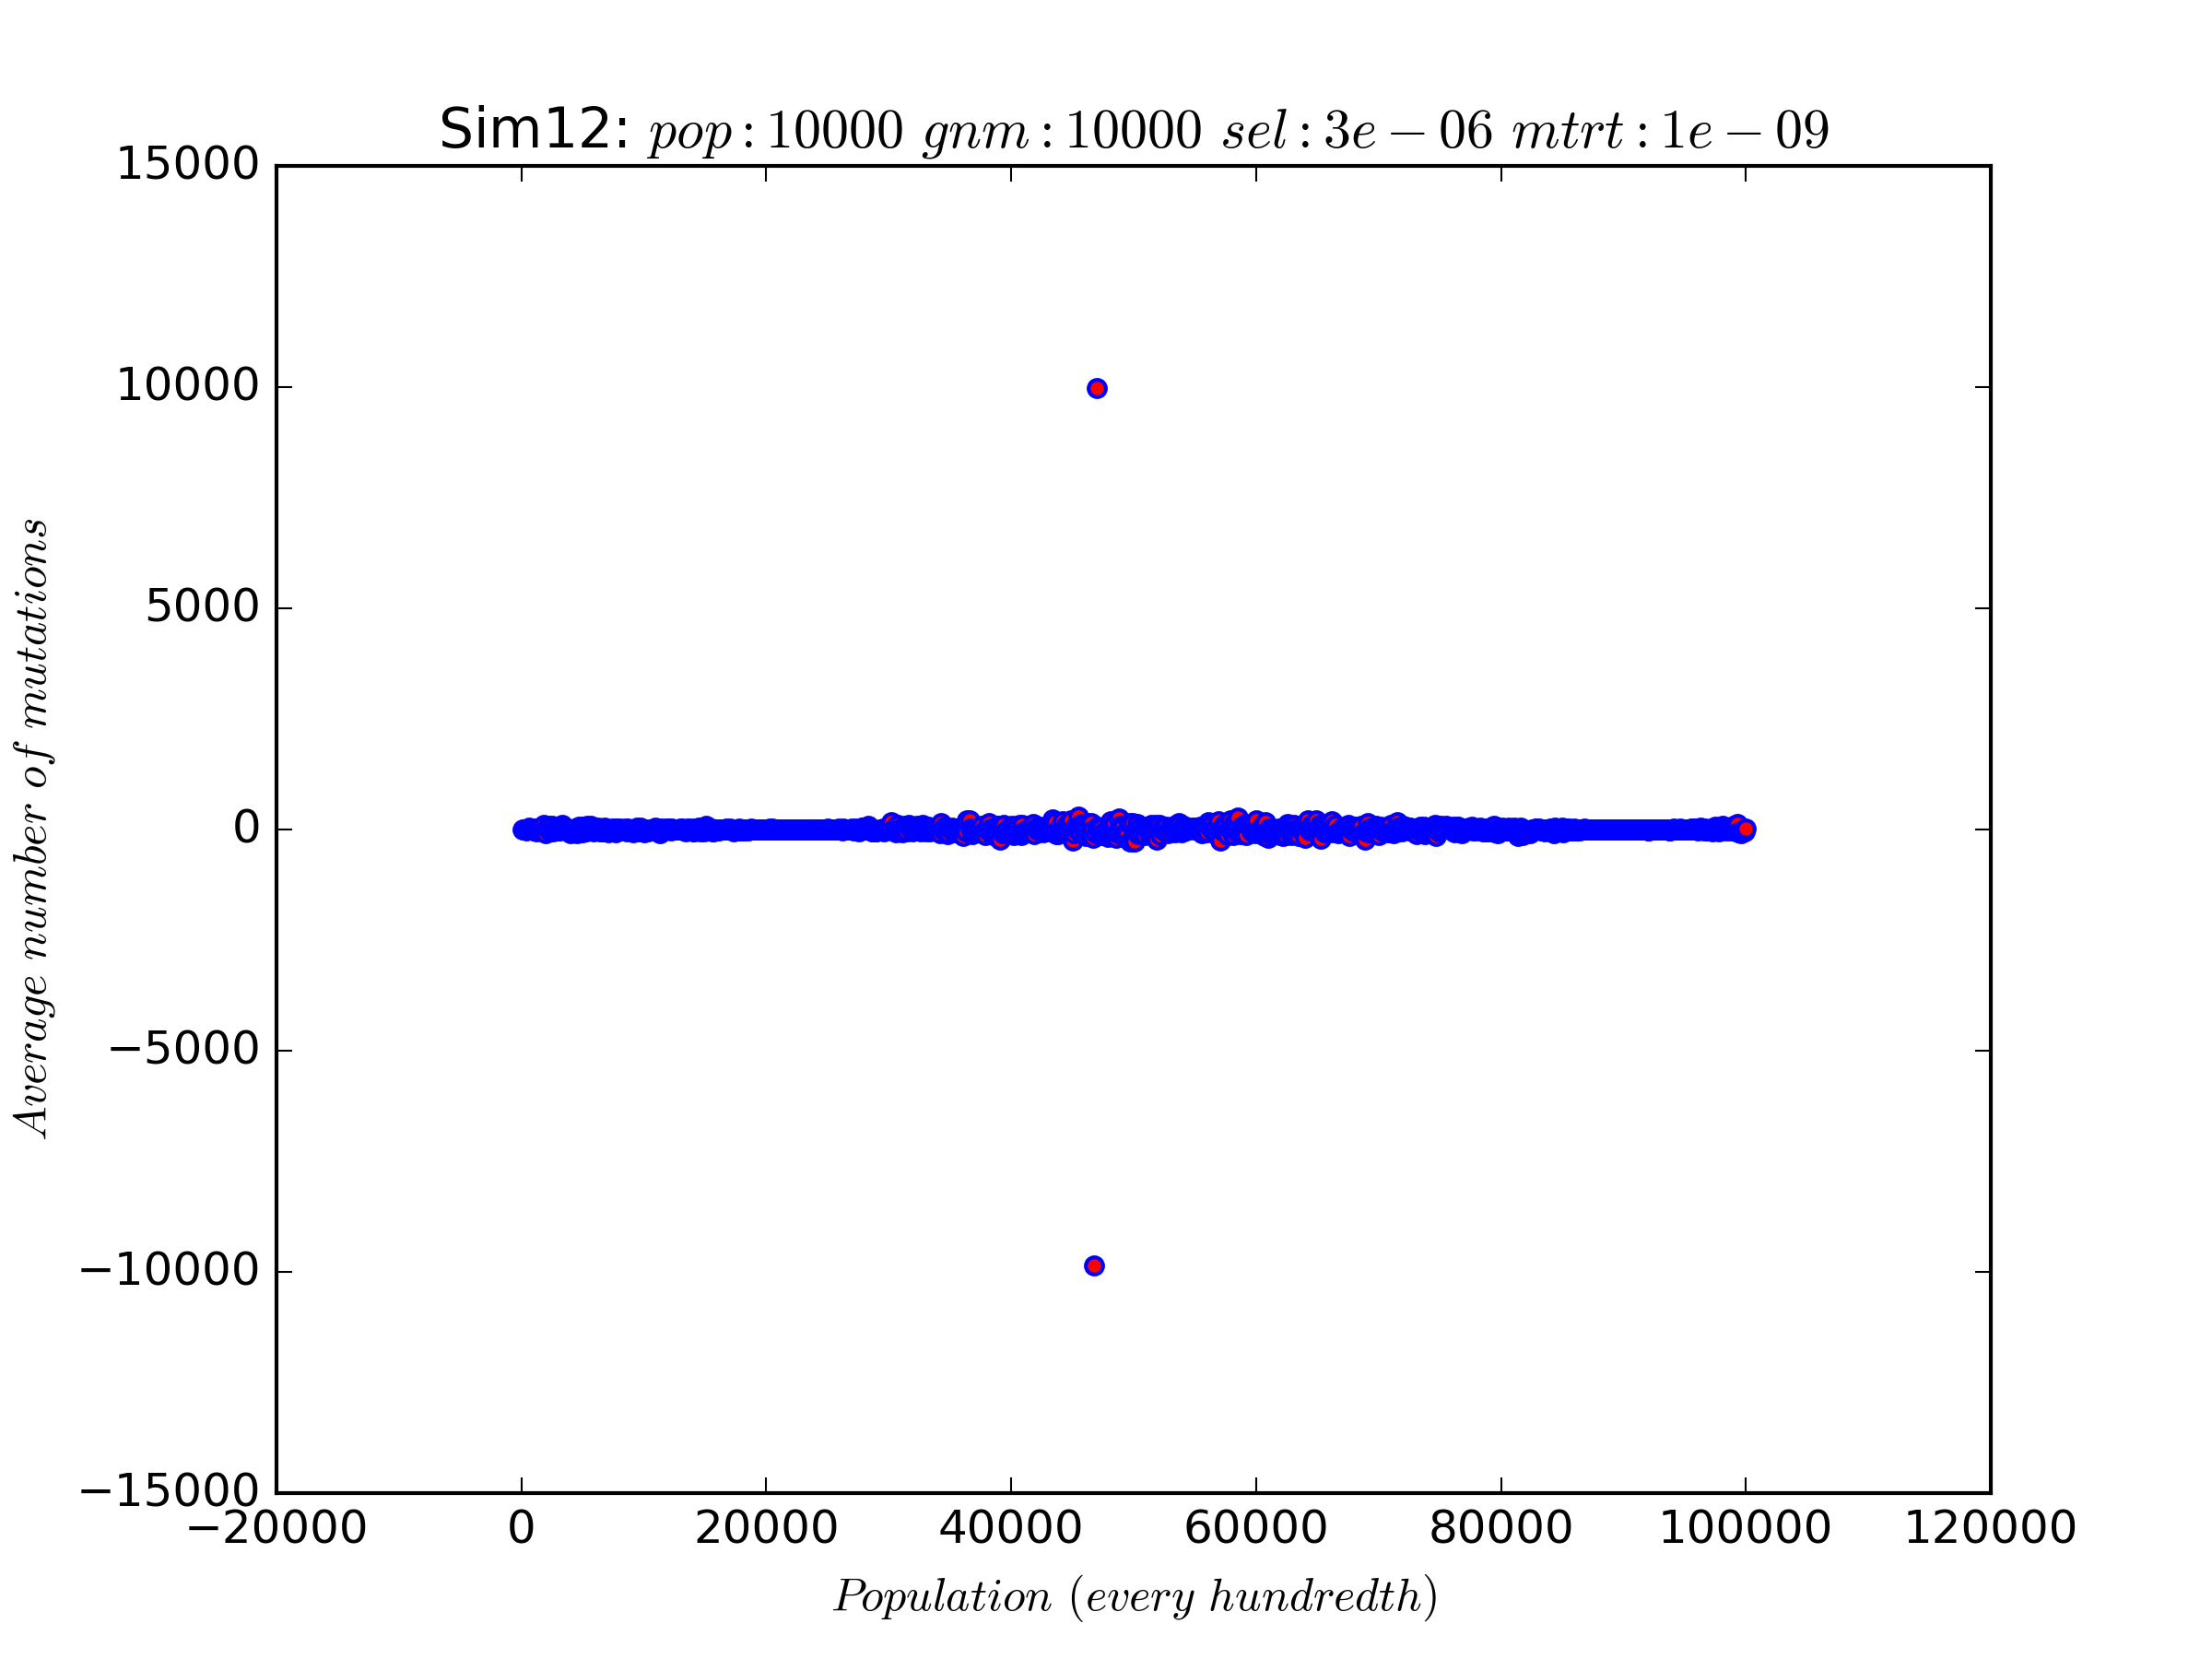 Sim12: pop : 10000 gnm : 10000 sel : 3e − 06 mtrt : 1e − 09
15000
10000
5000
0
−5000
−10000
−15000
Average number of mutations
−20000 0 20000 40000 60000 80000 100000 120000
Population (every hundredth)